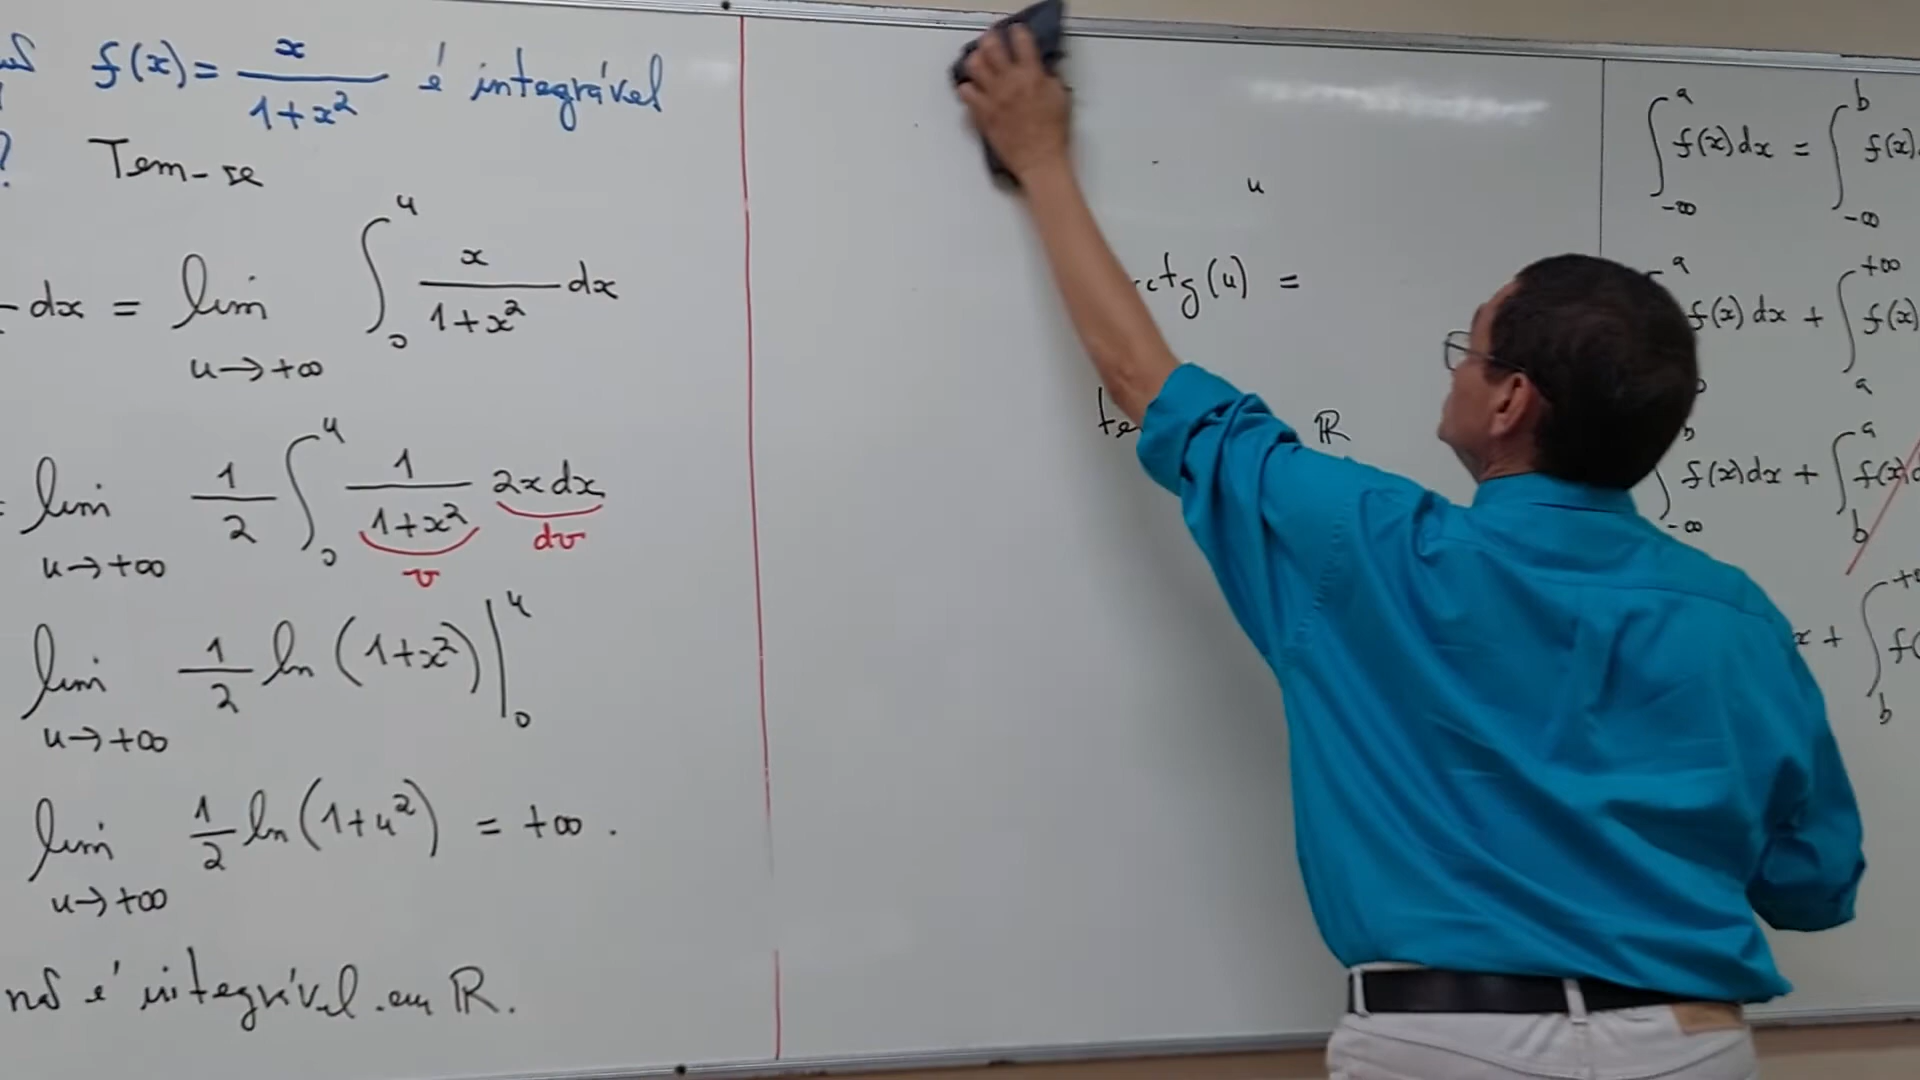 f(x) = x / (1+x²) é integrável
? Tem-se
dx = lim u→+∞ ∫₀ᵘ x / (1+x²) dx
= lim u→+∞ 1/2 ∫₀ᵘ 1 / (1+x²) 2x dx
v dv
lim u→+∞ 1/2 ln (1+x²) |₀ᵘ
lim u→+∞ 1/2 ln (1+u²) = +∞ .
não é integrável em ℝ.
u
ctg (u) =
te
ℝ
∫₋∞ᵃ f(x) dx = ∫₋∞ᵇ f(x)
a f(x) dx + ∫ₐ⁺∞ f(x)
∫₋∞ᵇ f(x) dx + ∫ᵇᵃ f(x) d
x + ∫ᵇ⁺∞ f(